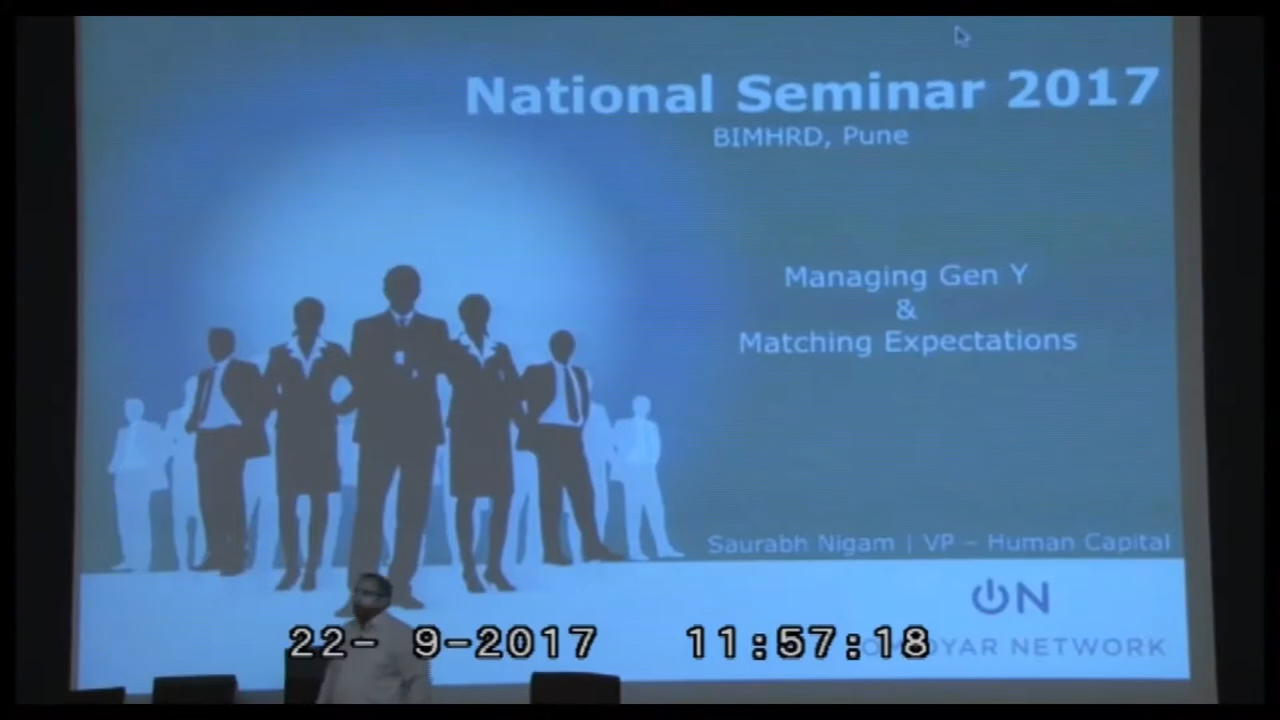 National Seminar 2017
BIMHRD, Pune
Managing Gen Y
&
Matching Expectations
Saurabh Nigam | VP – Human Capital
ON
DYAR NETWORK
22- 9-2017 11:57:18